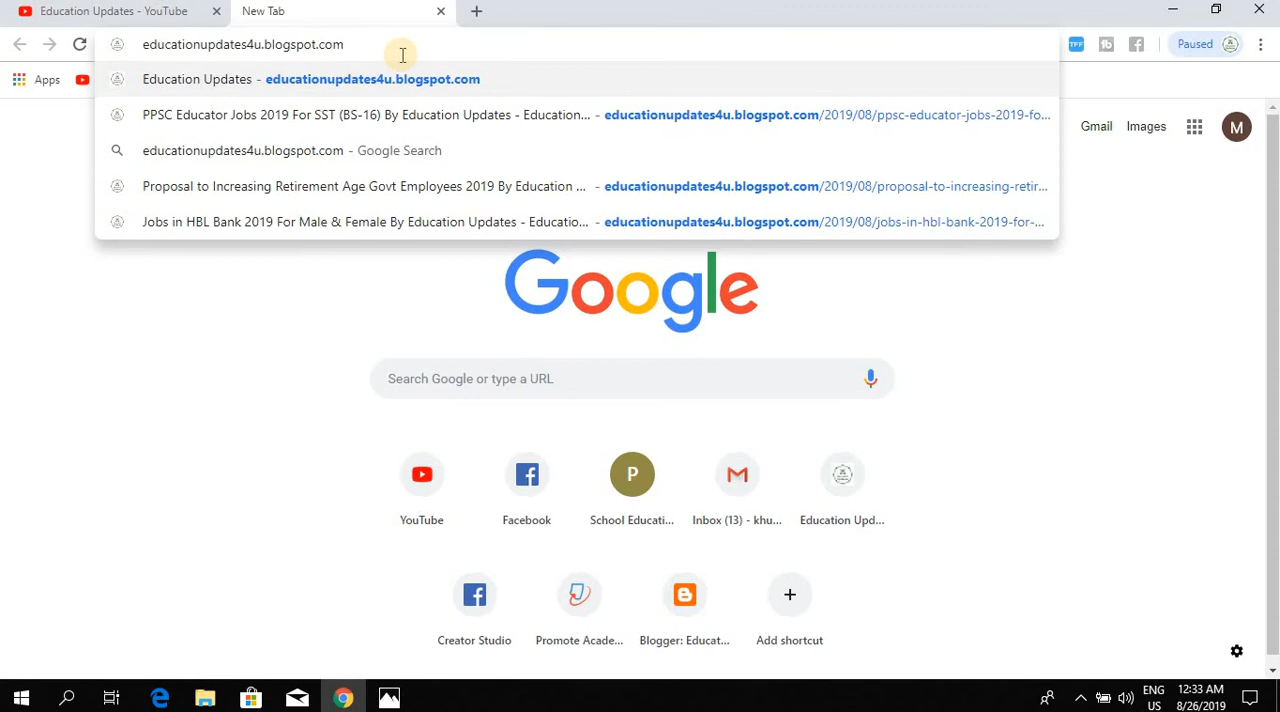 Education Updates - YouTube
New Tab
educationupdates4u.blogspot.com
Paused
Apps
Education Updates - educationupdates4u.blogspot.com
PPSC Educator Jobs 2019 For SST (BS-16) By Education Updates - Education... - educationupdates4u.blogspot.com/2019/08/ppsc-educator-jobs-2019-fo...
educationupdates4u.blogspot.com - Google Search
Proposal to Increasing Retirement Age Govt Employees 2019 By Education ... - educationupdates4u.blogspot.com/2019/08/proposal-to-increasing-retir...
Jobs in HBL Bank 2019 For Male & Female By Education Updates - Educatio... - educationupdates4u.blogspot.com/2019/08/jobs-in-hbl-bank-2019-for-...
Gmail Images M
Google
Search Google or type a URL
P
YouTube Facebook School Educati... Inbox (13) - khu... Education Upd...
Creator Studio Promote Acade... Blogger: Educat... Add shortcut
ENG 12:33 AM
US 8/26/2019